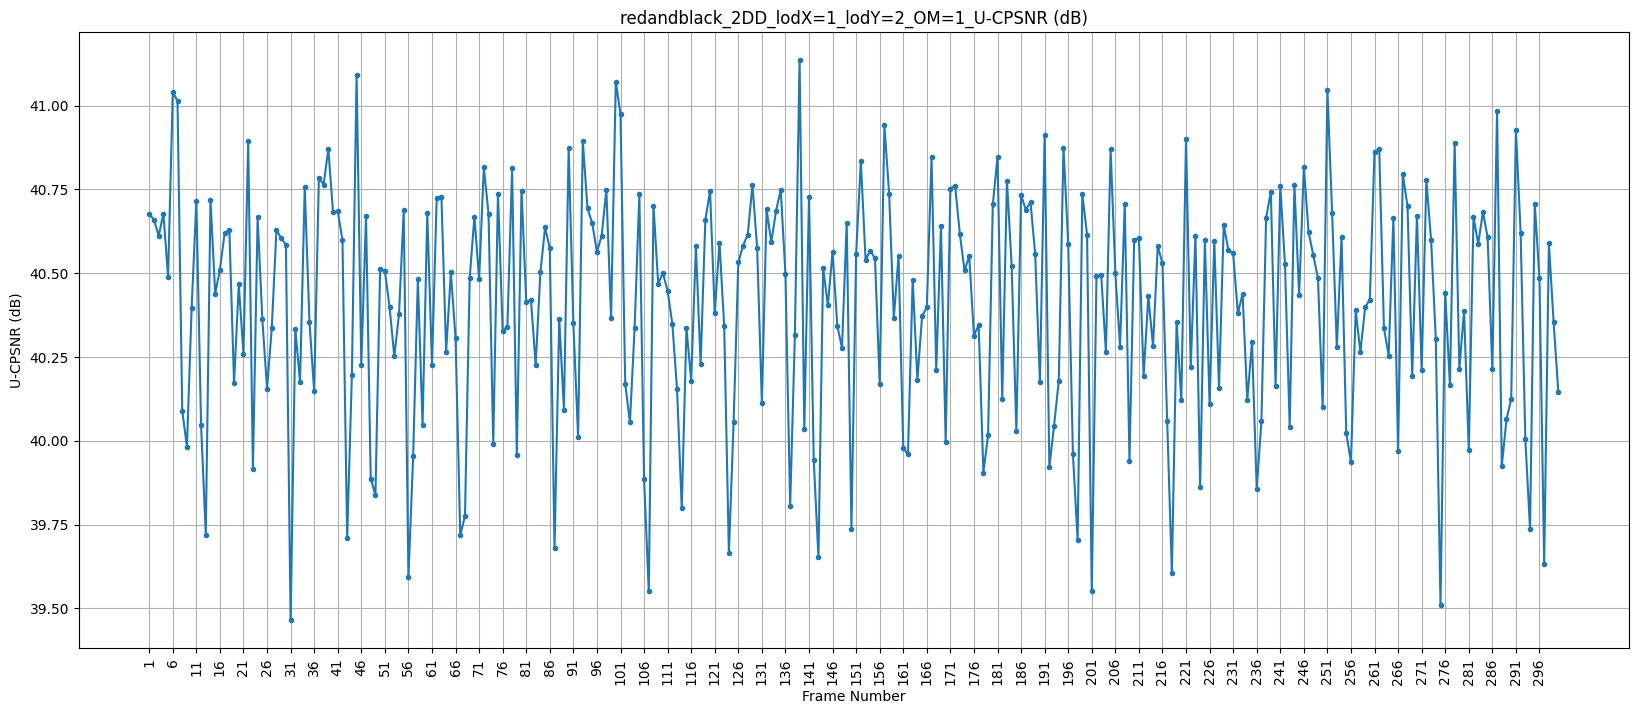 redandblack_2DD_lodX=1_lodY=2_OM=1_U-CPSNR (dB)
U-CPSNR (dB)
41.00
40.75
40.50
40.25
40.00
39.75
39.50
1 6 11 16 21 26 31 36 41 46 51 56 61 66 71 76 81 86 91 96 101 106 111 116 121 126 131 136 141 146 151 156 161 166 171 176 181 186 191 196 201 206 211 216 221 226 231 236 241 246 251 256 261 266 271 276 281 286 291 296
Frame Number